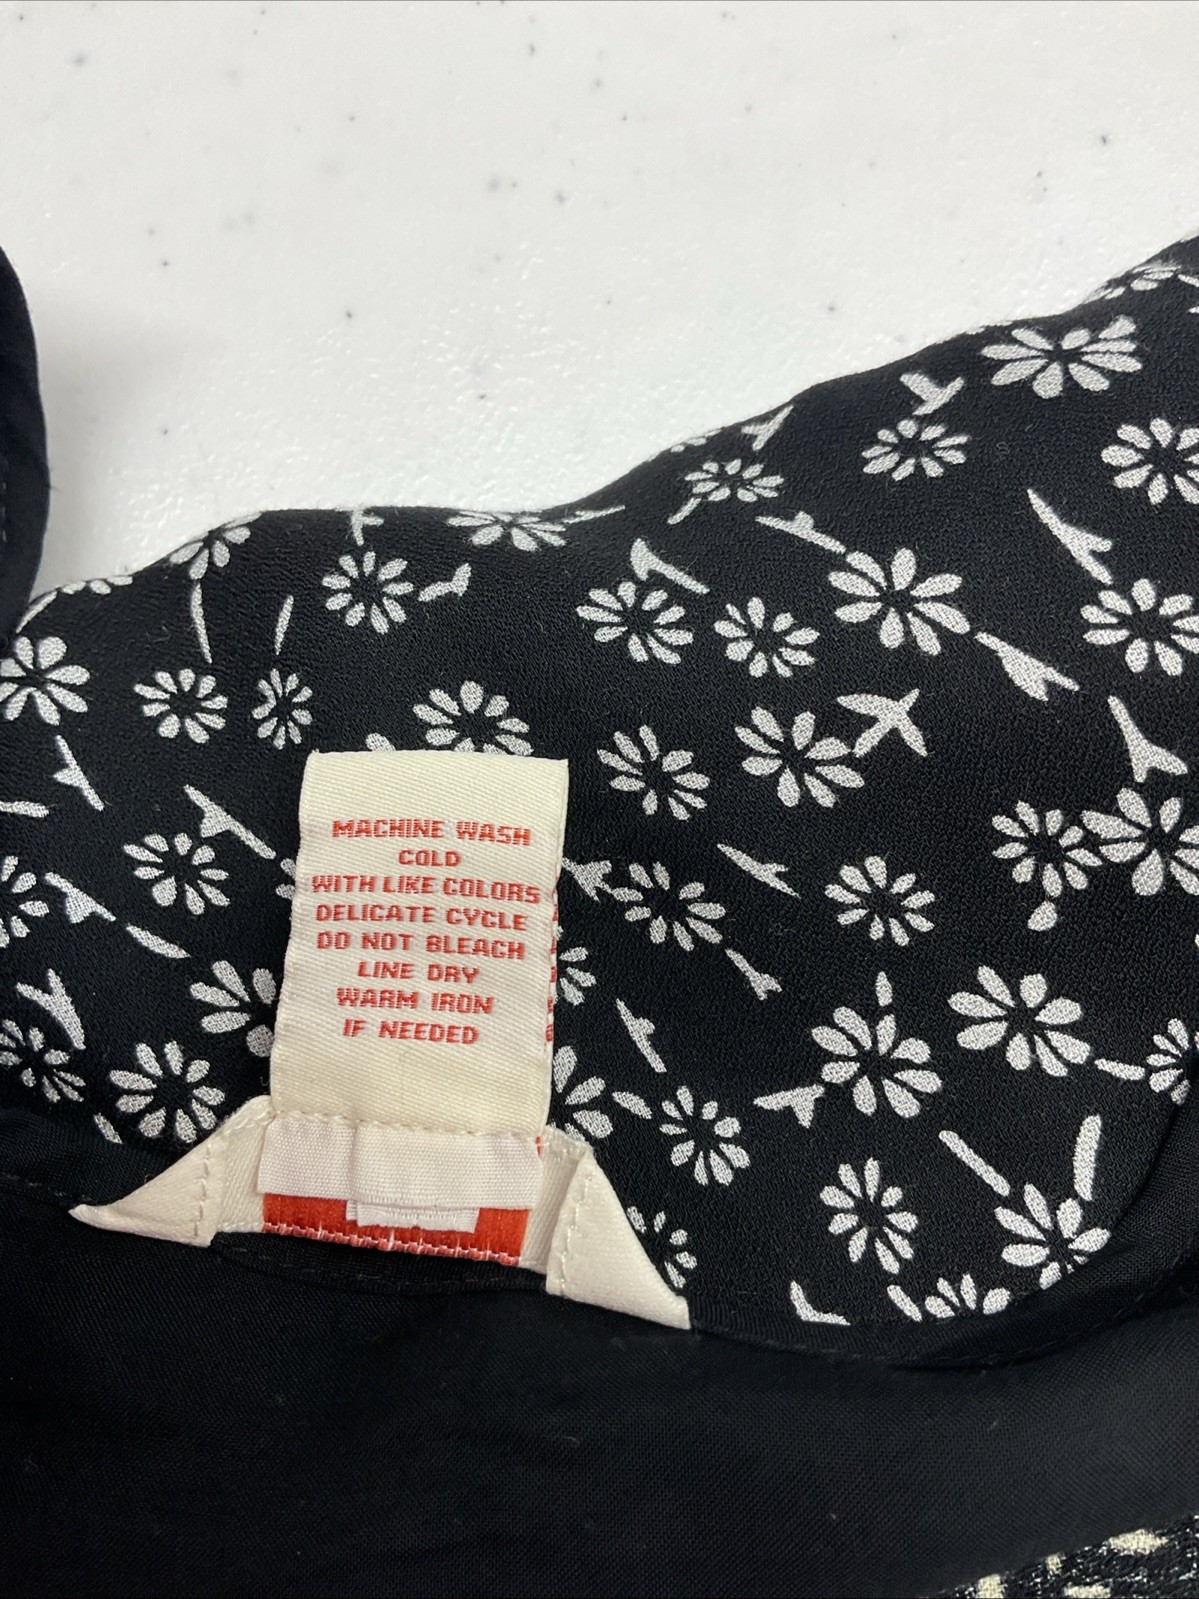 MACHINE WASH
COLD
WITH LIKE COLORS
DELICATE CYCLE
DO NOT BLEACH
LINE DRY
WARM IRON
IF NEEDED